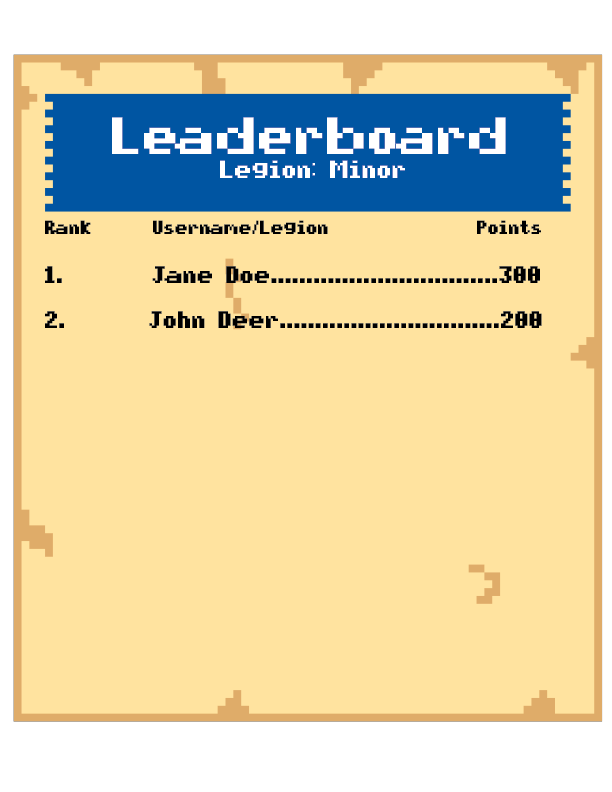 Leaderboard
Legion: Minor
Rank Username/Legion Points
1. Jane Doe................................300
2. John Deer...............................200